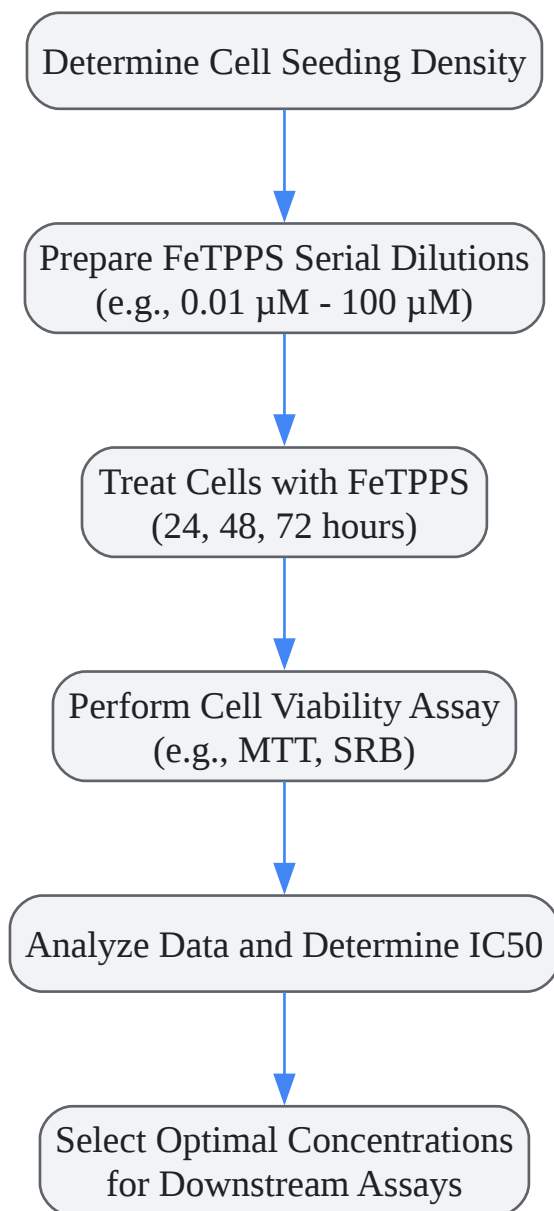 Determine Cell Seeding Density
Prepare FeTPPS Serial Dilutions
(e.g., 0.01 µM - 100 µM)
Treat Cells with FeTPPS
(24, 48, 72 hours)
Perform Cell Viability Assay
(e.g., MTT, SRB)
Analyze Data and Determine IC50
Select Optimal Concentrations
for Downstream Assays